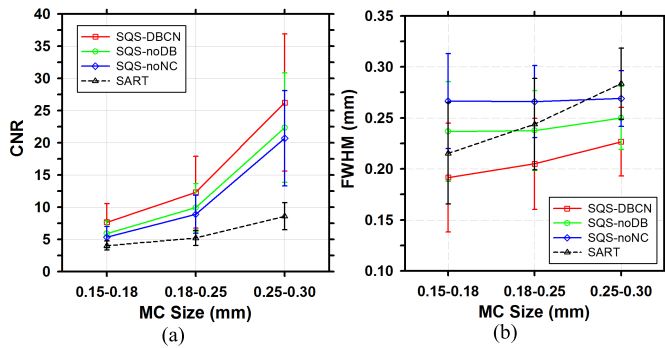 40
35
30
25
20
15
10
5
0
CNR
SQS-DBCN
SQS-noDB
SQS-noNC
SART
0.15-0.18 0.18-0.25 0.25-0.30
MC Size (mm)
(a)
0.35
0.30
0.25
0.20
0.15
0.10
FWHM (mm)
SQS-DBCN
SQS-noDB
SQS-noNC
SART
0.15-0.18 0.18-0.25 0.25-0.30
MC Size (mm)
(b)